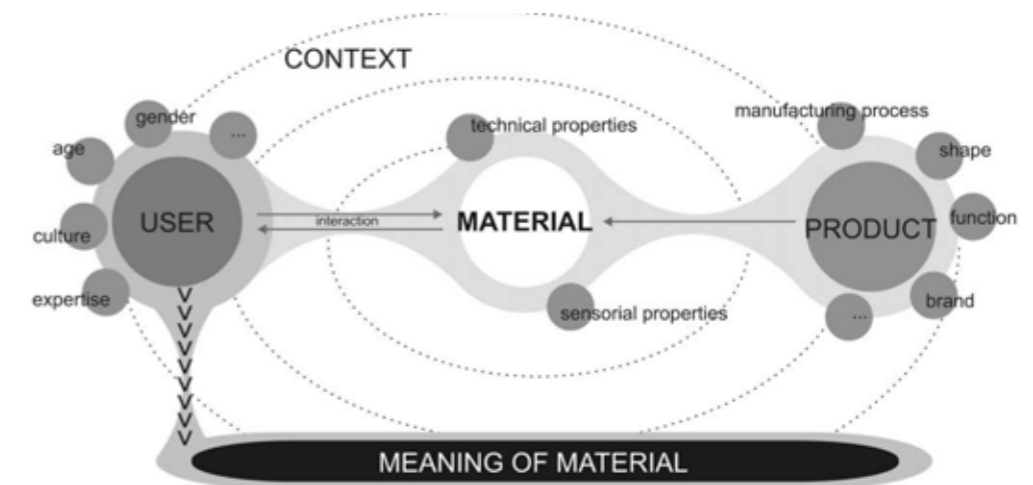 CONTEXT
gender
...
age
culture
expertise
USER
interaction
technical properties
MATERIAL
sensorial properties
manufacturing process
shape
function
PRODUCT
brand
...
V
V
V
V
V
V
V
V
V
MEANING OF MATERIAL